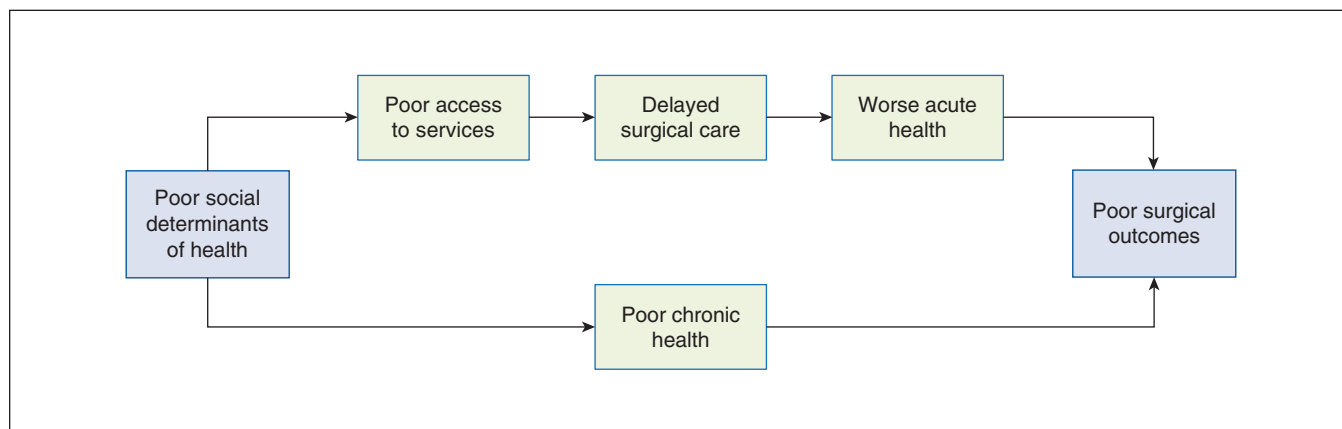 Poor access
to services
Delayed
surgical care
Worse acute
health
Poor social
determinants
of health
Poor surgical
outcomes
Poor chronic
health